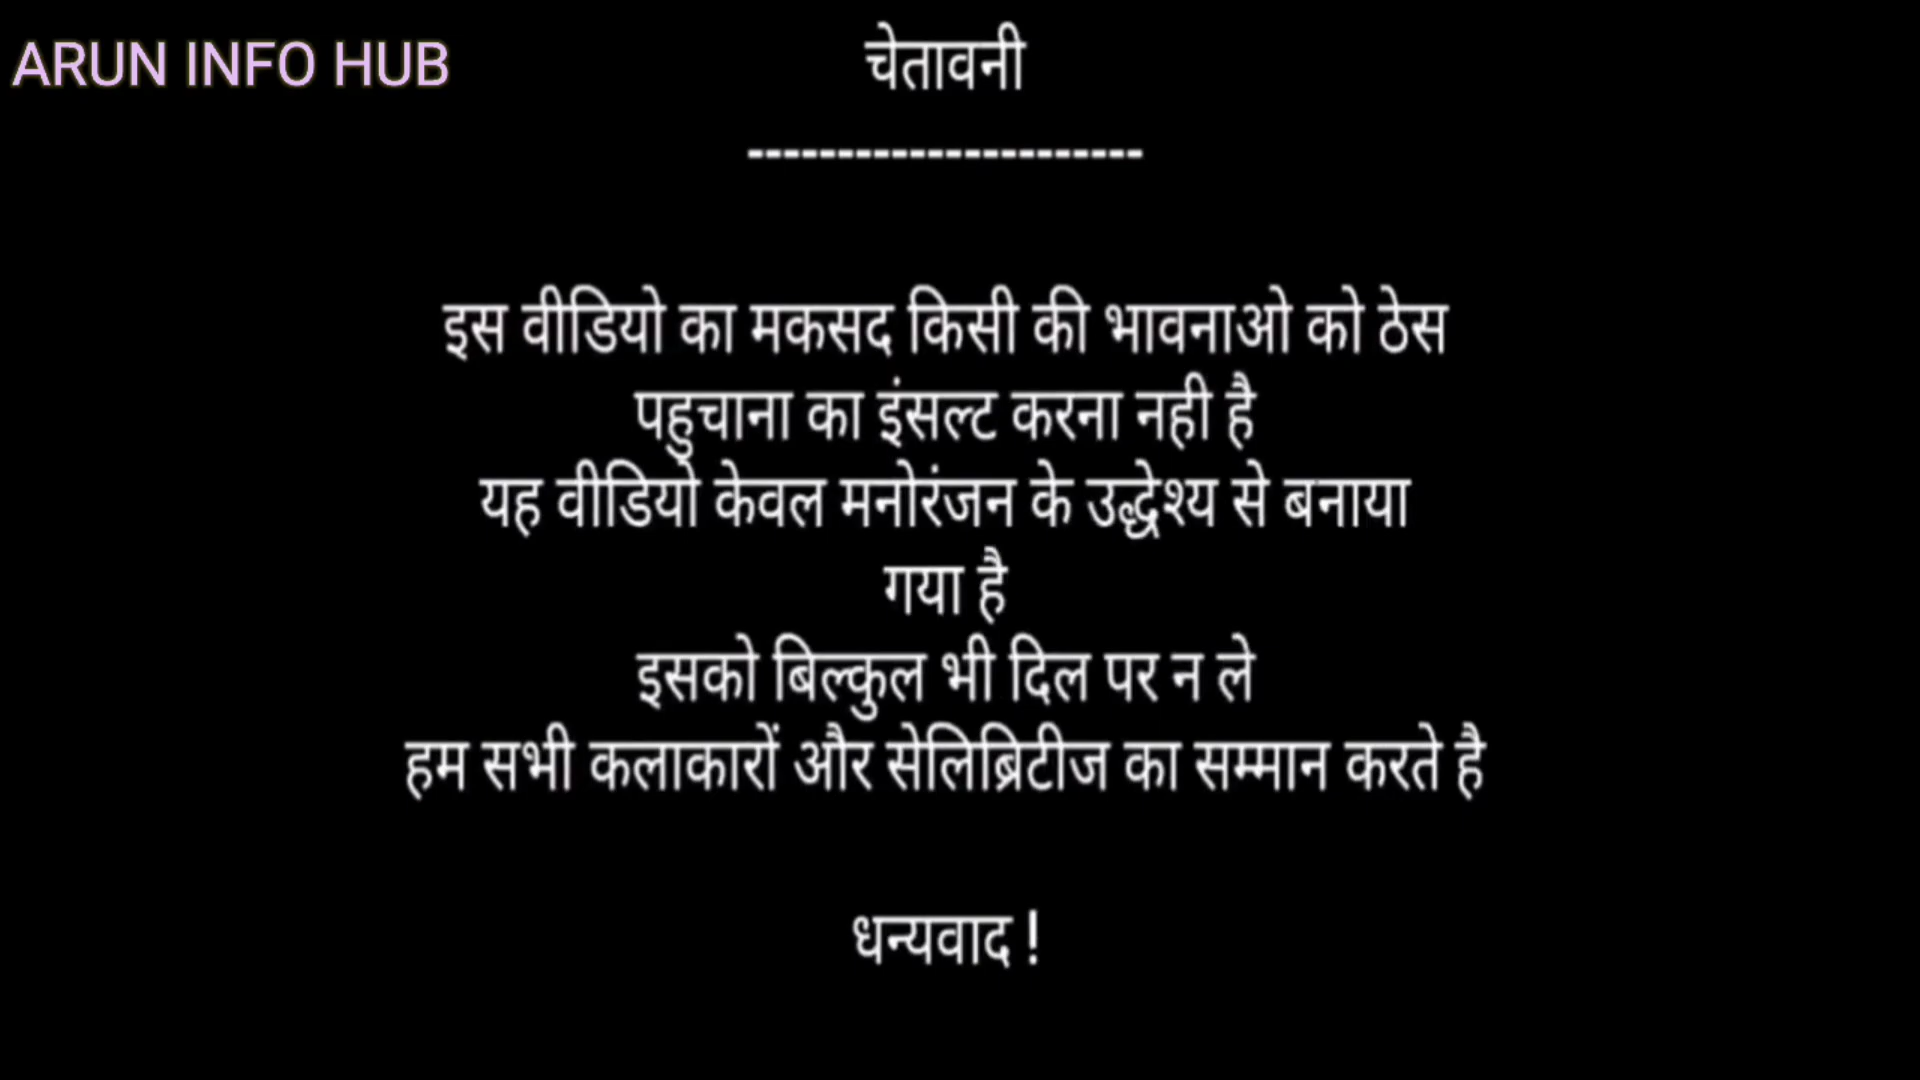 ARUN INFO HUB
चेतावनी
----------------------
इस वीडियो का मकसद किसी की भावनाओ को ठेस
पहुचाना का इंसल्ट करना नही है
यह वीडियो केवल मनोरंजन के उद्धेश्य से बनाया
गया है
इसको बिल्कुल भी दिल पर न ले
हम सभी कलाकारों और सेलिब्रिटीज का सम्मान करते है
धन्यवाद !